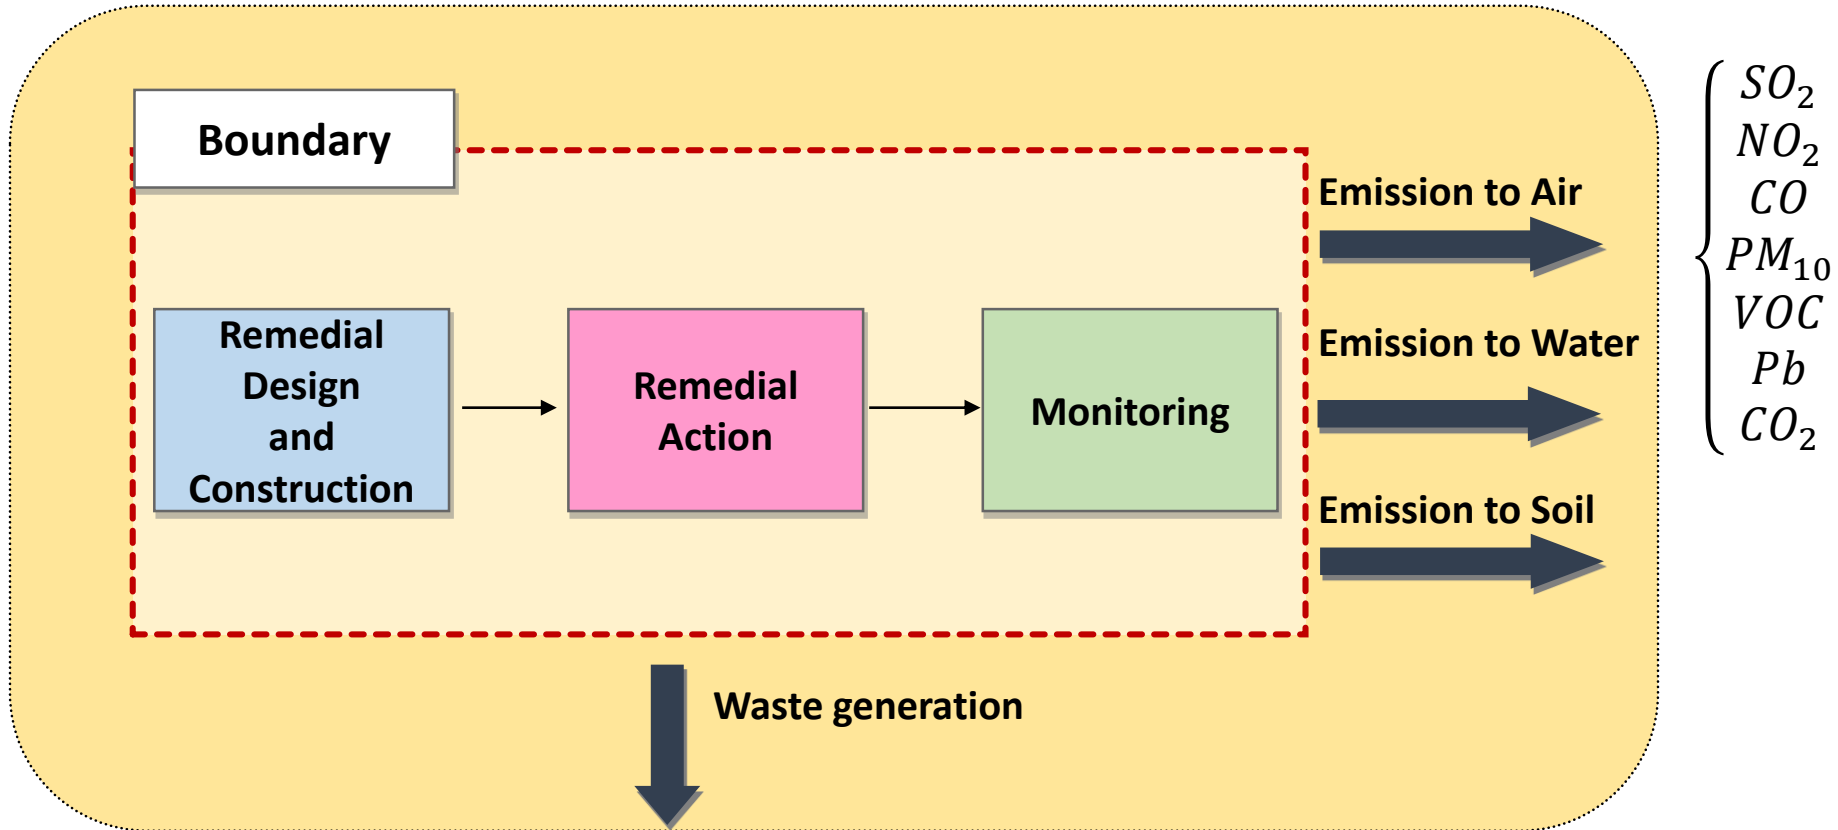 Boundary
Remedial
Design
and
Construction
Remedial
Action
Monitoring
Emission to Air
Emission to Water
Emission to Soil
Waste generation
SO₂
NO₂
CO
PM₁₀
VOC
Pb
CO₂